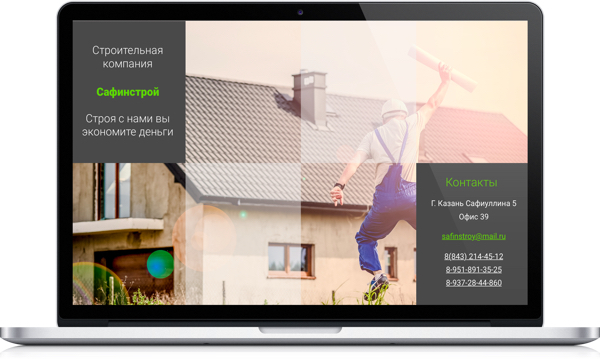 Строительная
компания
Сафинстрой
Строя с нами вы
экономите деньги
Контакты
Г. Казань Сафиуллина 5
Офис 39
safinstroy@mail.ru
8(843) 214-45-12
8-951-891-35-25
8-937-28-44-860